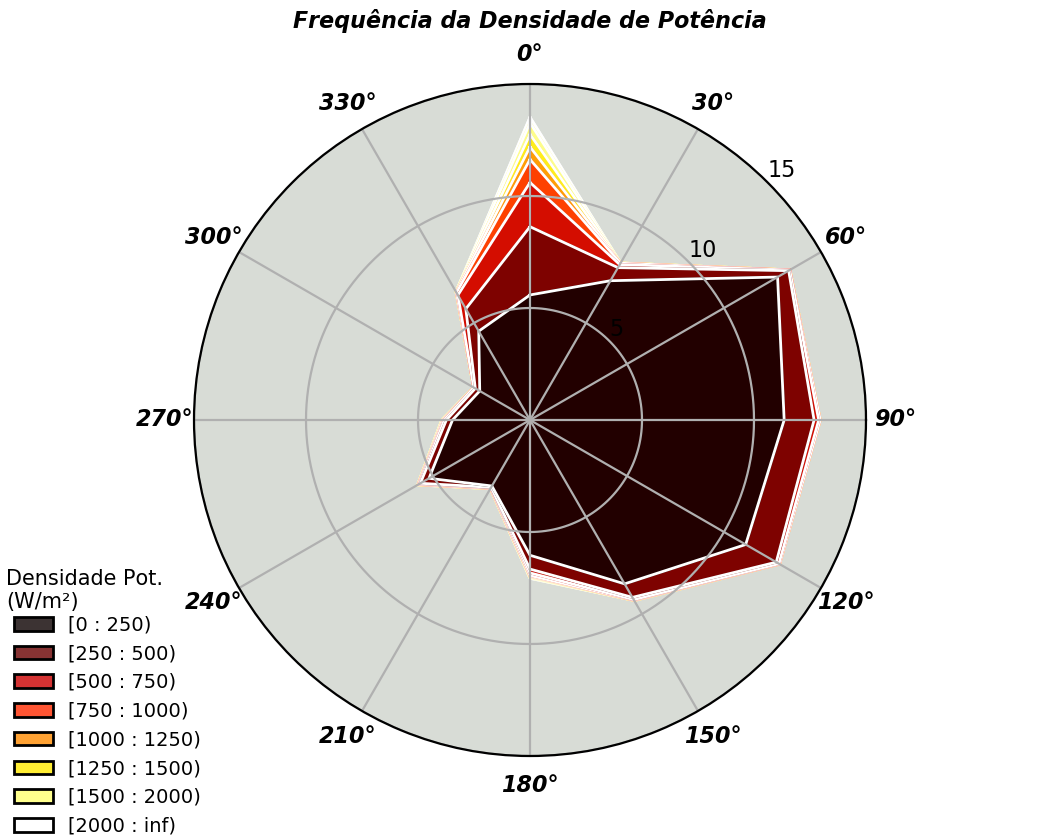 Frequência da Densidade de Potência
0°
30°
60°
90°
120°
150°
180°
210°
240°
270°
300°
330°
5
10
15
Densidade Pot.
(W/m²)
[0 : 250)
[250 : 500)
[500 : 750)
[750 : 1000)
[1000 : 1250)
[1250 : 1500)
[1500 : 2000)
[2000 : inf)